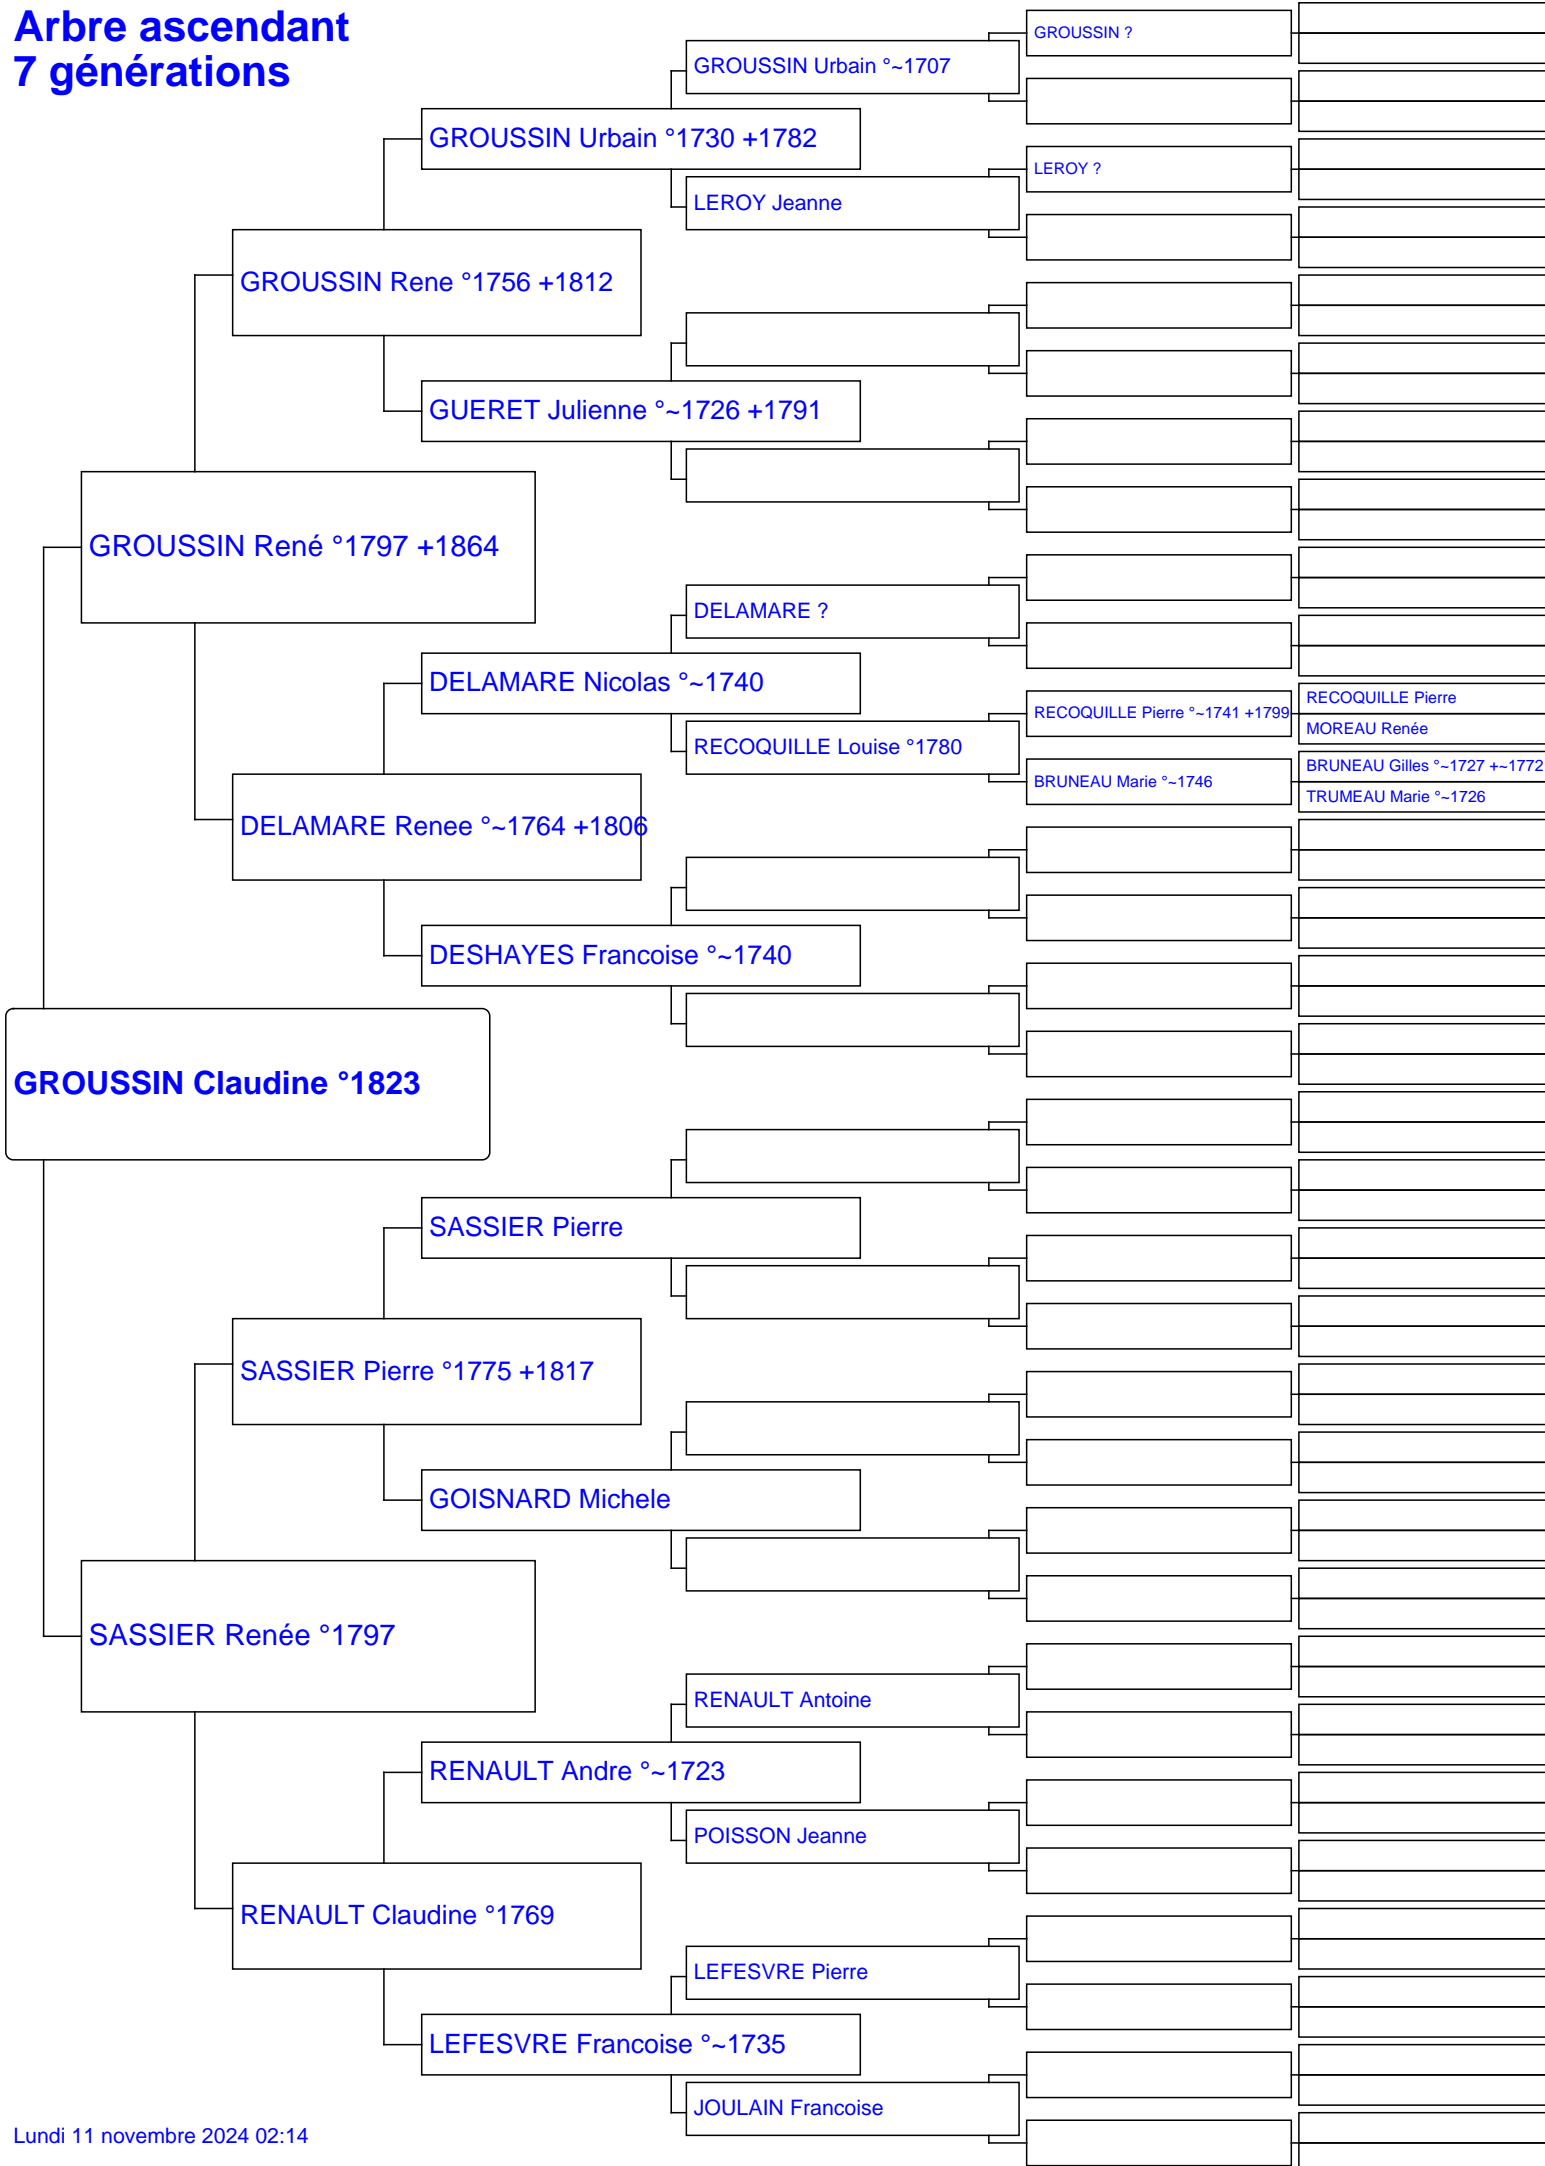 Arbre ascendant
7 générations
GROUSSIN ?
GROUSSIN Urbain °~1707
GROUSSIN Urbain °1730 +1782
LEROY ?
LEROY Jeanne
GROUSSIN Rene °1756 +1812
GUERET Julienne °~1726 +1791
GROUSSIN René °1797 +1864
DELAMARE ?
DELAMARE Nicolas °~1740
RECOQUILLE Pierre
RECOQUILLE Pierre °~1741 +1799
MOREAU Renée
RECOQUILLE Louise °1780
BRUNEAU Gilles °~1727 +~1772
BRUNEAU Marie °~1746
TRUMEAU Marie °~1726
DELAMARE Renee °~1764 +1806
DESHAYES Francoise °~1740
GROUSSIN Claudine °1823
SASSIER Pierre
SASSIER Pierre °1775 +1817
GOISNARD Michele
SASSIER Renée °1797
RENAULT Antoine
RENAULT Andre °~1723
POISSON Jeanne
RENAULT Claudine °1769
LEFESVRE Pierre
LEFESVRE Francoise °~1735
JOULAIN Francoise
Lundi 11 novembre 2024 02:14